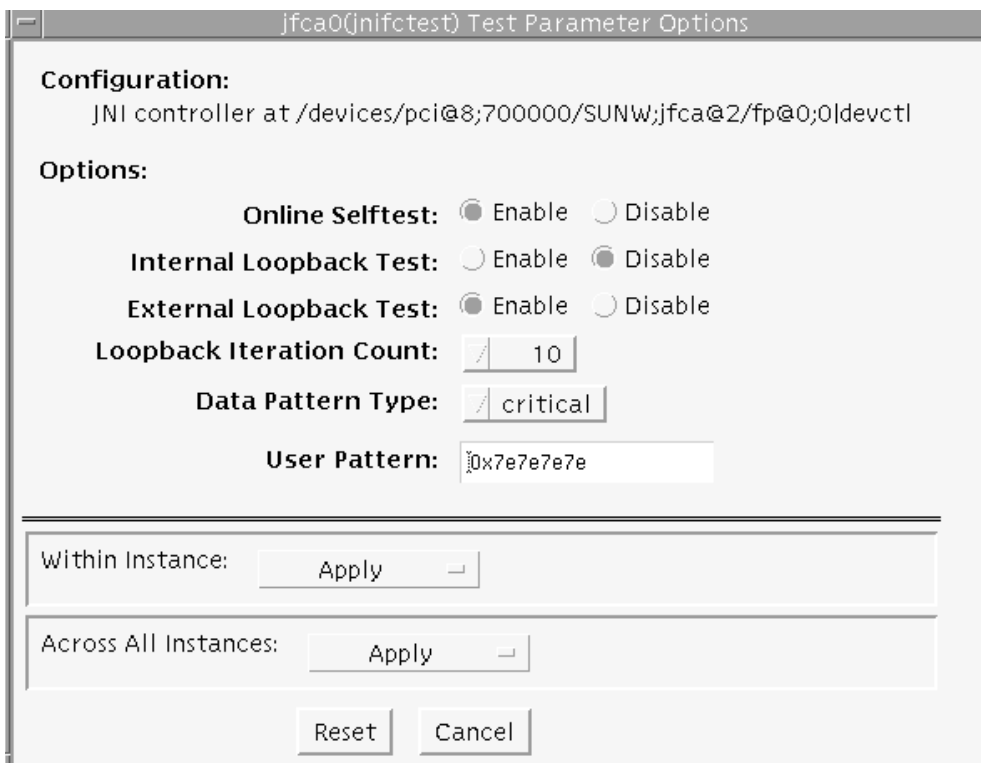 jfca0(jnifctest) Test Parameter Options
Configuration:
JNI controller at /devices/pci@8;700000/SUNW;jfca@2/fp@0;0|devctl
Options:
Online Selftest: Enable Disable
Internal Loopback Test: Enable Disable
External Loopback Test: Enable Disable
Loopback Iteration Count: 10
Data Pattern Type: critical
User Pattern: 0x7e7e7e7e
Within Instance: Apply
Across All Instances: Apply
Reset Cancel